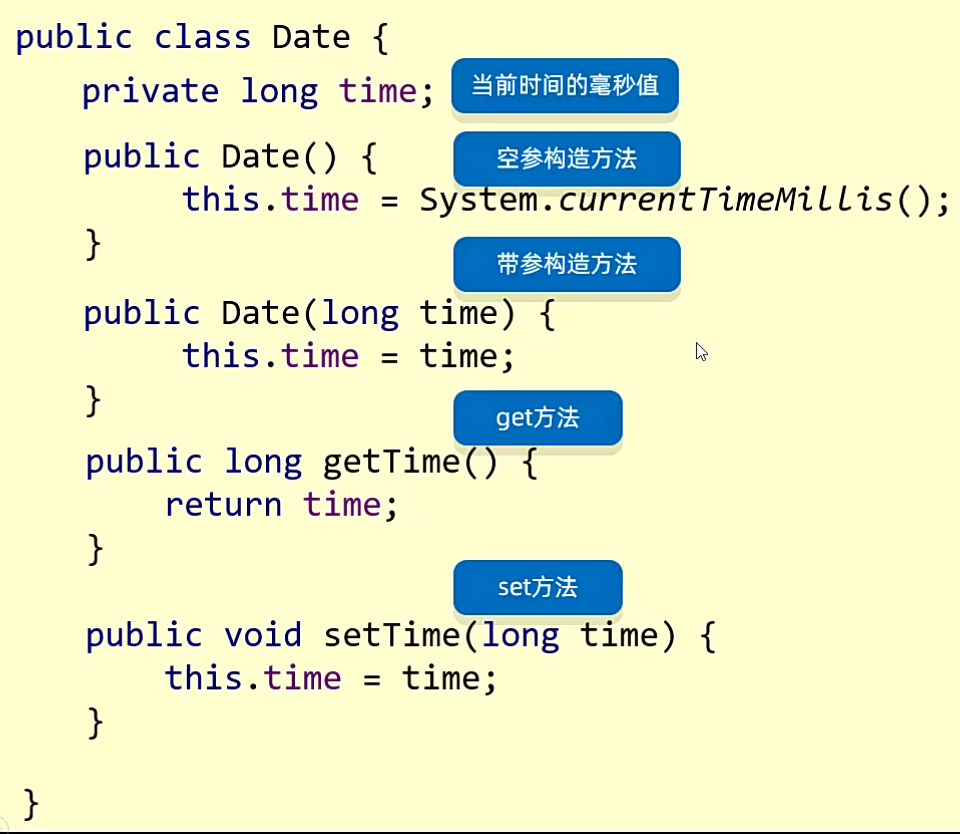 public class Date {
private long time; 当前时间的毫秒值
空参构造方法
public Date() {
this.time = System.currentTimeMillis();
}
带参构造方法
public Date(long time) {
this.time = time;
}
get方法
public long getTime() {
return time;
}
set方法
public void setTime(long time) {
this.time = time;
}
}